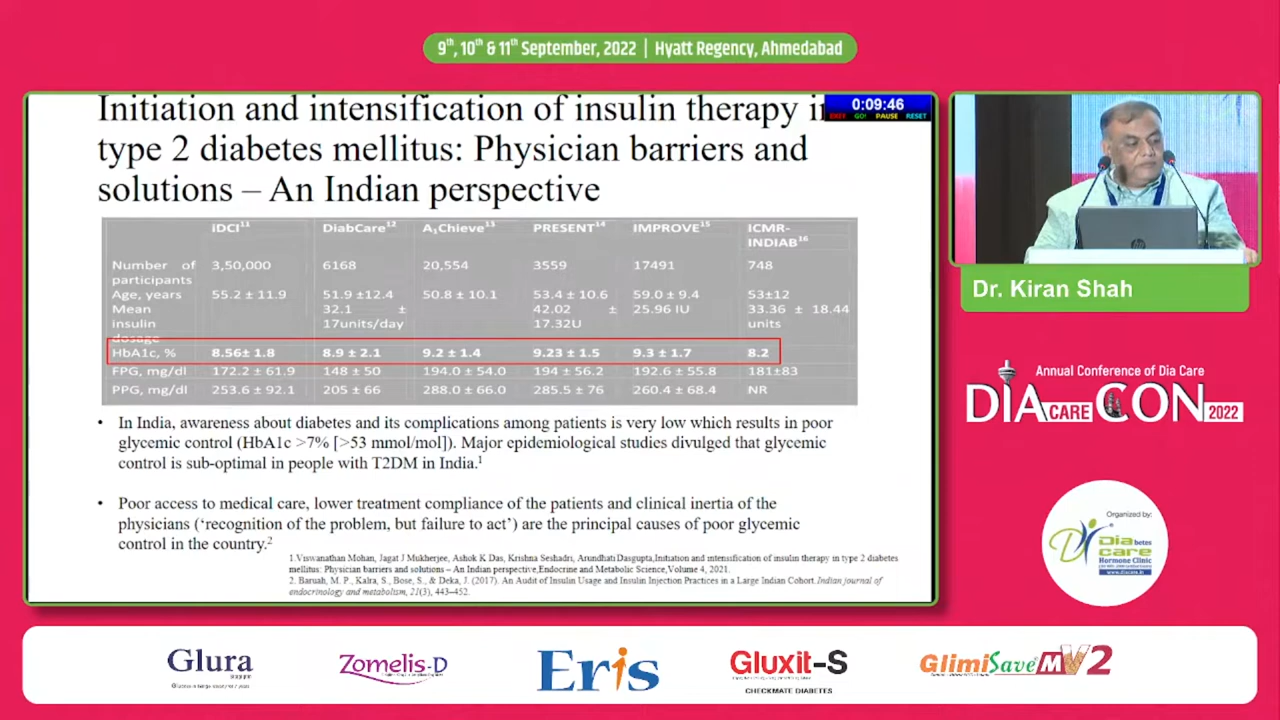 9th, 10th & 11th September, 2022 | Hyatt Regency, Ahmedabad
Initiation and intensification of insulin therapy in
type 2 diabetes mellitus: Physician barriers and
solutions – An Indian perspective
0:09:46
GO! PAUSE RESET
iDCI11 DiabCare12 A1Chieve13 PRESENT14 IMPROVE15 ICMR-
INDIAB16
Number of participants 3,50,000 6168 20,554 3559 17491 748
Age, years 55.2 ± 11.9 51.9 ±12.4 50.8 ± 10.1 53.4 ± 10.6 59.0 ± 9.4 53±12
Mean insulin dosage 32.1 ± 17units/day 42.02 ± 17.32U 25.96 IU 33.36 ± 18.44 units
HbA1c, % 8.56± 1.8 8.9 ± 2.1 9.2 ± 1.4 9.23 ± 1.5 9.3 ± 1.7 8.2
FPG, mg/dl 172.2 ± 61.9 148 ± 50 194.0 ± 54.0 194 ± 56.2 192.6 ± 55.8 181±83
PPG, mg/dl 253.6 ± 92.1 205 ± 66 288.0 ± 66.0 285.5 ± 76 260.4 ± 68.4 NR
• In India, awareness about diabetes and its complications among patients is very low which results in poor
glycemic control (HbA1c >7% [>53 mmol/mol]). Major epidemiological studies divulged that glycemic
control is sub-optimal in people with T2DM in India.1
• Poor access to medical care, lower treatment compliance of the patients and clinical inertia of the
physicians (‘recognition of the problem, but failure to act’) are the principal causes of poor glycemic
control in the country.2
1.Viswanathan Mohan, Jagat J Mukherjee, Ashok K Das, Krishna Seshadri, Arundhati Dasgupta,Initiation and intensification of insulin therapy in type 2 diabetes
mellitus: Physician barriers and solutions – An Indian perspective,Endocrine and Metabolic Science,Volume 4, 2021.
2. Baruah, M. P., Kalra, S., Bose, S., & Deka, J. (2017). An Audit of Insulin Usage and Insulin Injection Practices in a Large Indian Cohort. Indian journal of
endocrinology and metabolism, 21(3), 443–452.
hp
Dr. Kiran Shah
Annual Conference of Dia Care
DIA CARE CON 2022
Organized by:
Diabetes
care
Hormone Clinic
www.diacare.in
Glura
Zomelis-D
Eris
Gluxit-S
CHECKMATE DIABETES
GlimiSave MV2